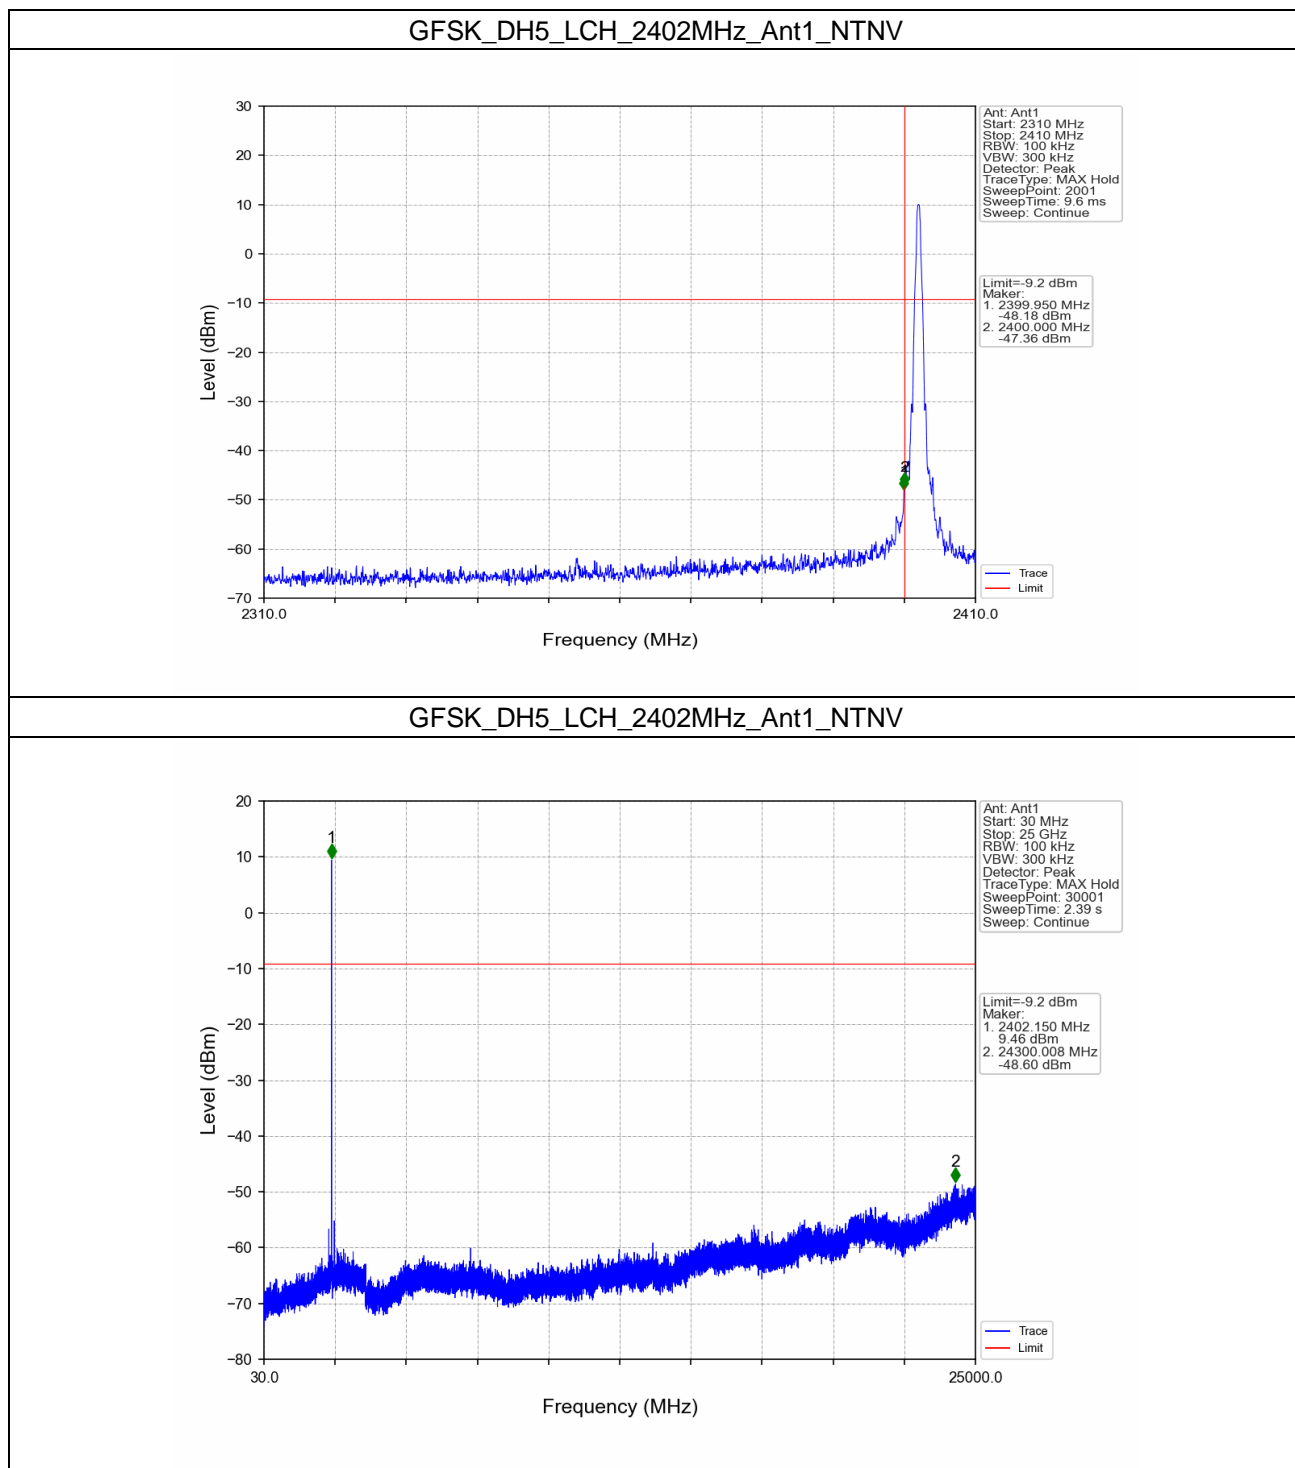 GFSK_DH5_LCH_2402MHz_Ant1_NTNV
30
20
10
0
−10
−20
−30
−40
−50
−60
−70
Level (dBm)
2310.0
2410.0
Frequency (MHz)
Ant: Ant1
Start: 2310 MHz
Stop: 2410 MHz
RBW: 100 kHz
VBW: 300 kHz
Detector: Peak
TraceType: MAX Hold
SweepPoint: 2001
SweepTime: 9.6 ms
Sweep: Continue
Limit=-9.2 dBm
Maker:
1. 2399.950 MHz
-48.18 dBm
2. 2400.000 MHz
-47.36 dBm
2
Trace
Limit
GFSK_DH5_LCH_2402MHz_Ant1_NTNV
20
10
0
−10
−20
−30
−40
−50
−60
−70
−80
Level (dBm)
30.0
25000.0
Frequency (MHz)
1
2
Ant: Ant1
Start: 30 MHz
Stop: 25 GHz
RBW: 100 kHz
VBW: 300 kHz
Detector: Peak
TraceType: MAX Hold
SweepPoint: 30001
SweepTime: 2.39 s
Sweep: Continue
Limit=-9.2 dBm
Maker:
1. 2402.150 MHz
9.46 dBm
2. 24300.008 MHz
-48.60 dBm
Trace
Limit